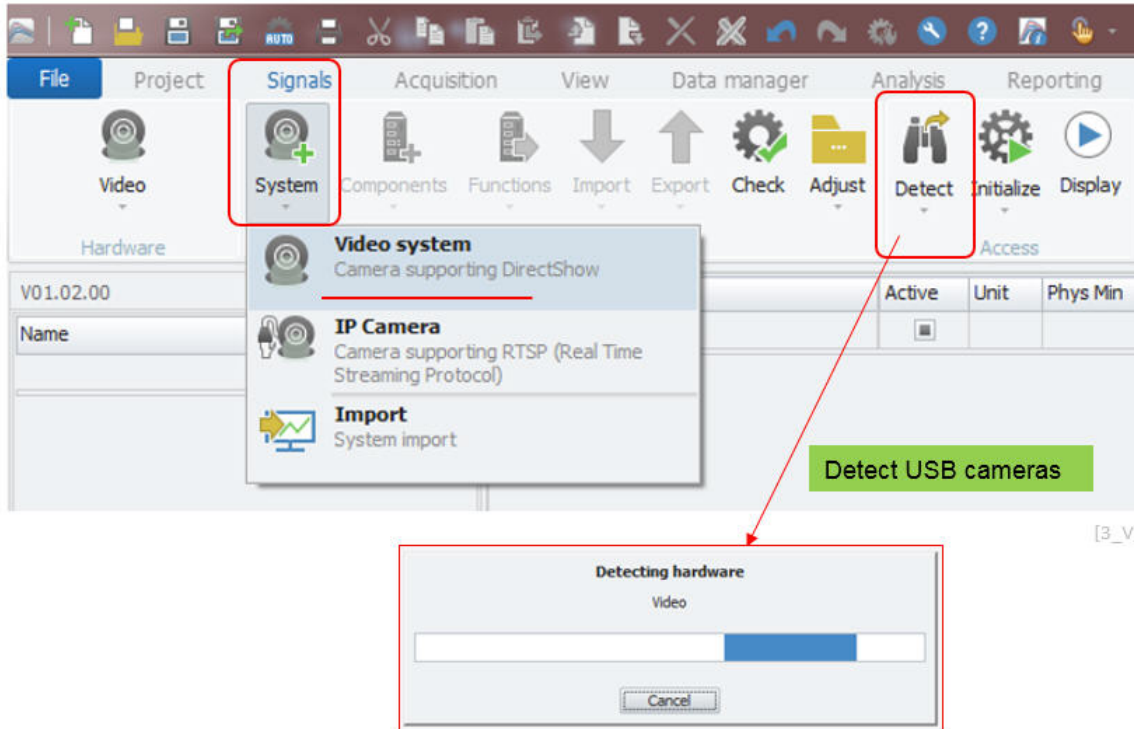 AUTO
File Project Signals Acquisition View Data manager Analysis Reporting
Video System Components Functions Import Export Check Adjust Detect Initialize Display
Hardware Access
Video system
Camera supporting DirectShow
IP Camera
Camera supporting RTSP (Real Time
Streaming Protocol)
Import
System import
V01.02.00 Active Unit Phys Min
Name
Detect USB cameras
[3_V
Detecting hardware
Video
Cancel